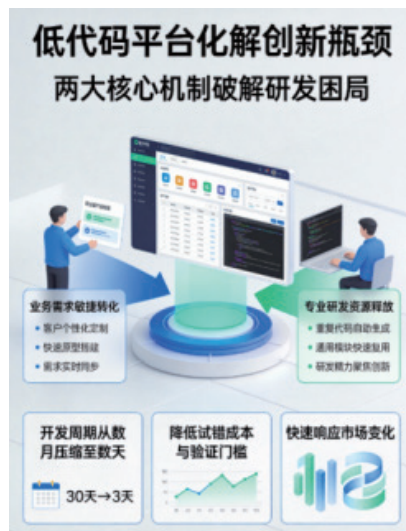 低代码平台化解创新瓶颈
两大核心机制破解研发困局
业务需求敏捷转化
客户个性化定制
快速原型搭建
需求实时同步
专业研发资源释放
重复代码自动生成
通用模块快速复用
研发精力聚焦创新
开发周期从数
月压缩至数天
30天→3天
降低试错成本
与验证门槛
快速响应市场变化